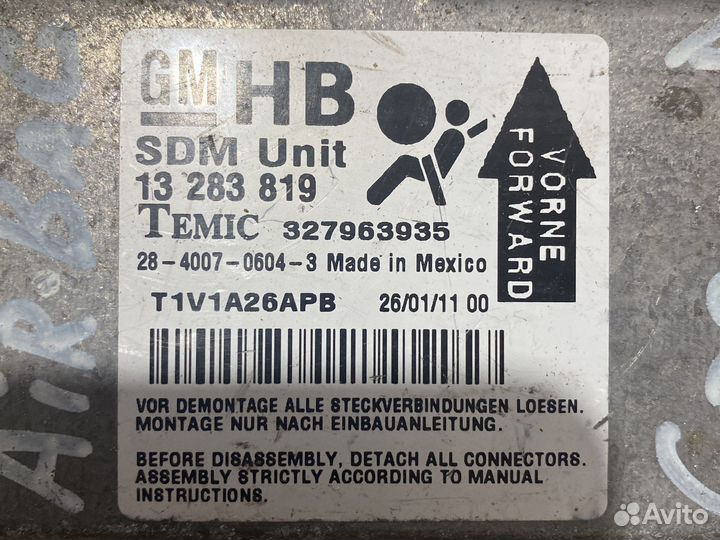 GM HB
SDM Unit
13 283 819
TEMIC 327963935
28-4007-0604-3 Made in Mexico
T1V1A26APB 26/01/11 00
VORNE
FORWARD
VOR DEMONTAGE ALLE STECKVERBINDUNGEN LOESEN.
MONTAGE NUR NACH EINBAUANLEITUNG.
BEFORE DISASSEMBLY, DETACH ALL CONNECTORS.
ASSEMBLY STRICTLY ACCORDING TO MANUAL
INSTRUCTIONS.
AIRBAG
Avito